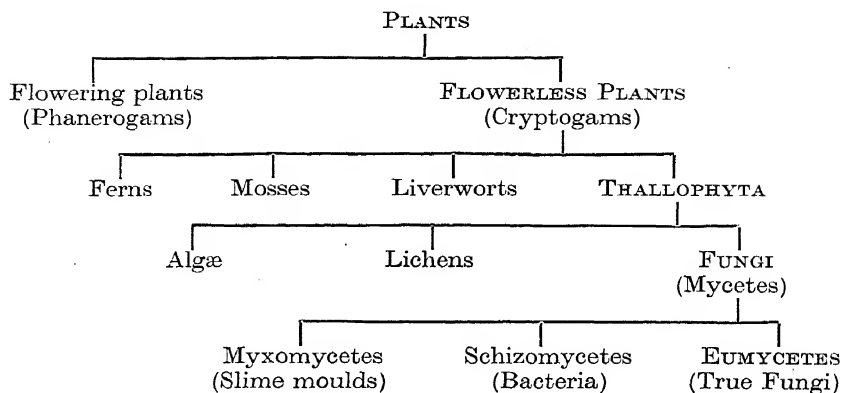 PLANTS
Flowering plants FLOWERLESS PLANTS
(Phanerogams) (Cryptogams)
Ferns Mosses Liverworts THALLOPHYTA
Algæ Lichens FUNGI
(Mycetes)
Myxomycetes Schizomycetes EUMYCETES
(Slime moulds) (Bacteria) (True Fungi)